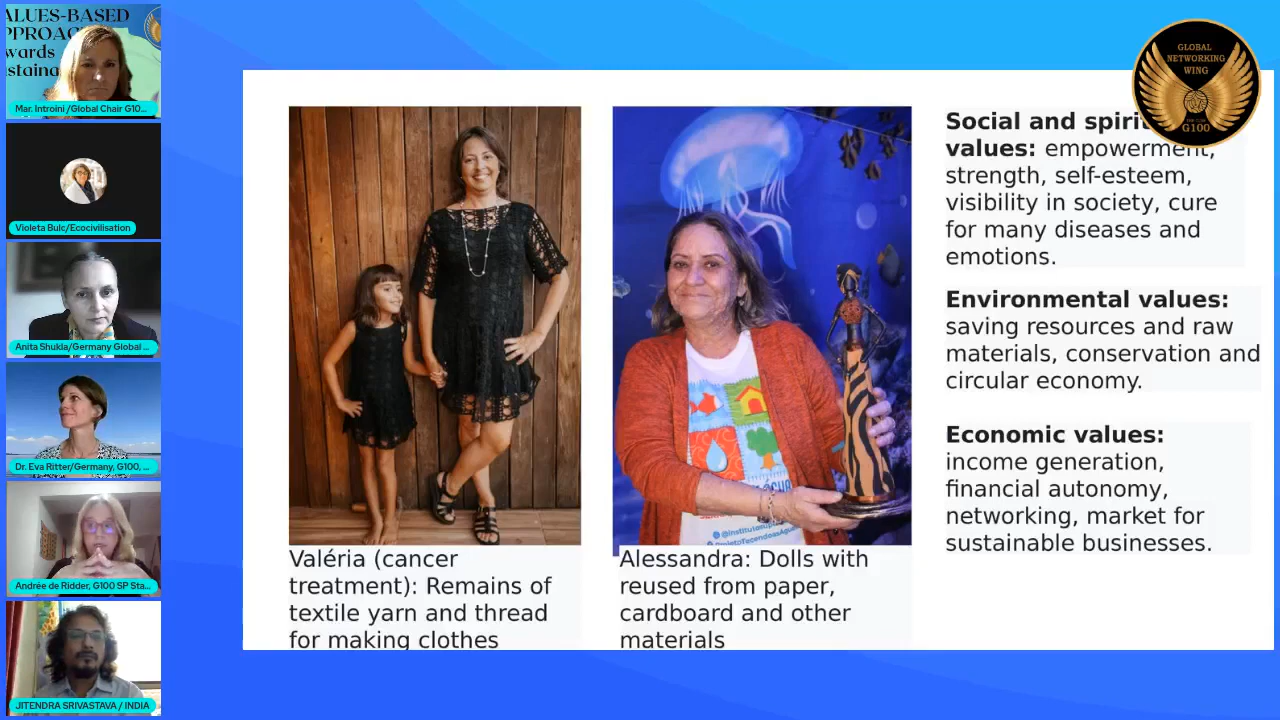 ALUES-BASED
PPROAC
wards
ustaina
Mar. Introini /Global Chair G10...
Violeta Bulc/Ecocivilisation
Anita Shukla/Germany Global ...
Dr. Eva Ritter/Germany, G100, ...
Andrée de Ridder, G100 SP Sta...
JITENDRA SRIVASTAVA / INDIA
Valéria (cancer
treatment): Remains of
textile yarn and thread
for making clothes
Alessandra: Dolls with
reused from paper,
cardboard and other
materials
GLOBAL
NETWORKING
WING
G100
Social and spirit
values: empowerment,
strength, self-esteem,
visibility in society, cure
for many diseases and
emotions.
Environmental values:
saving resources and raw
materials, conservation and
circular economy.
Economic values:
income generation,
financial autonomy,
networking, market for
sustainable businesses.